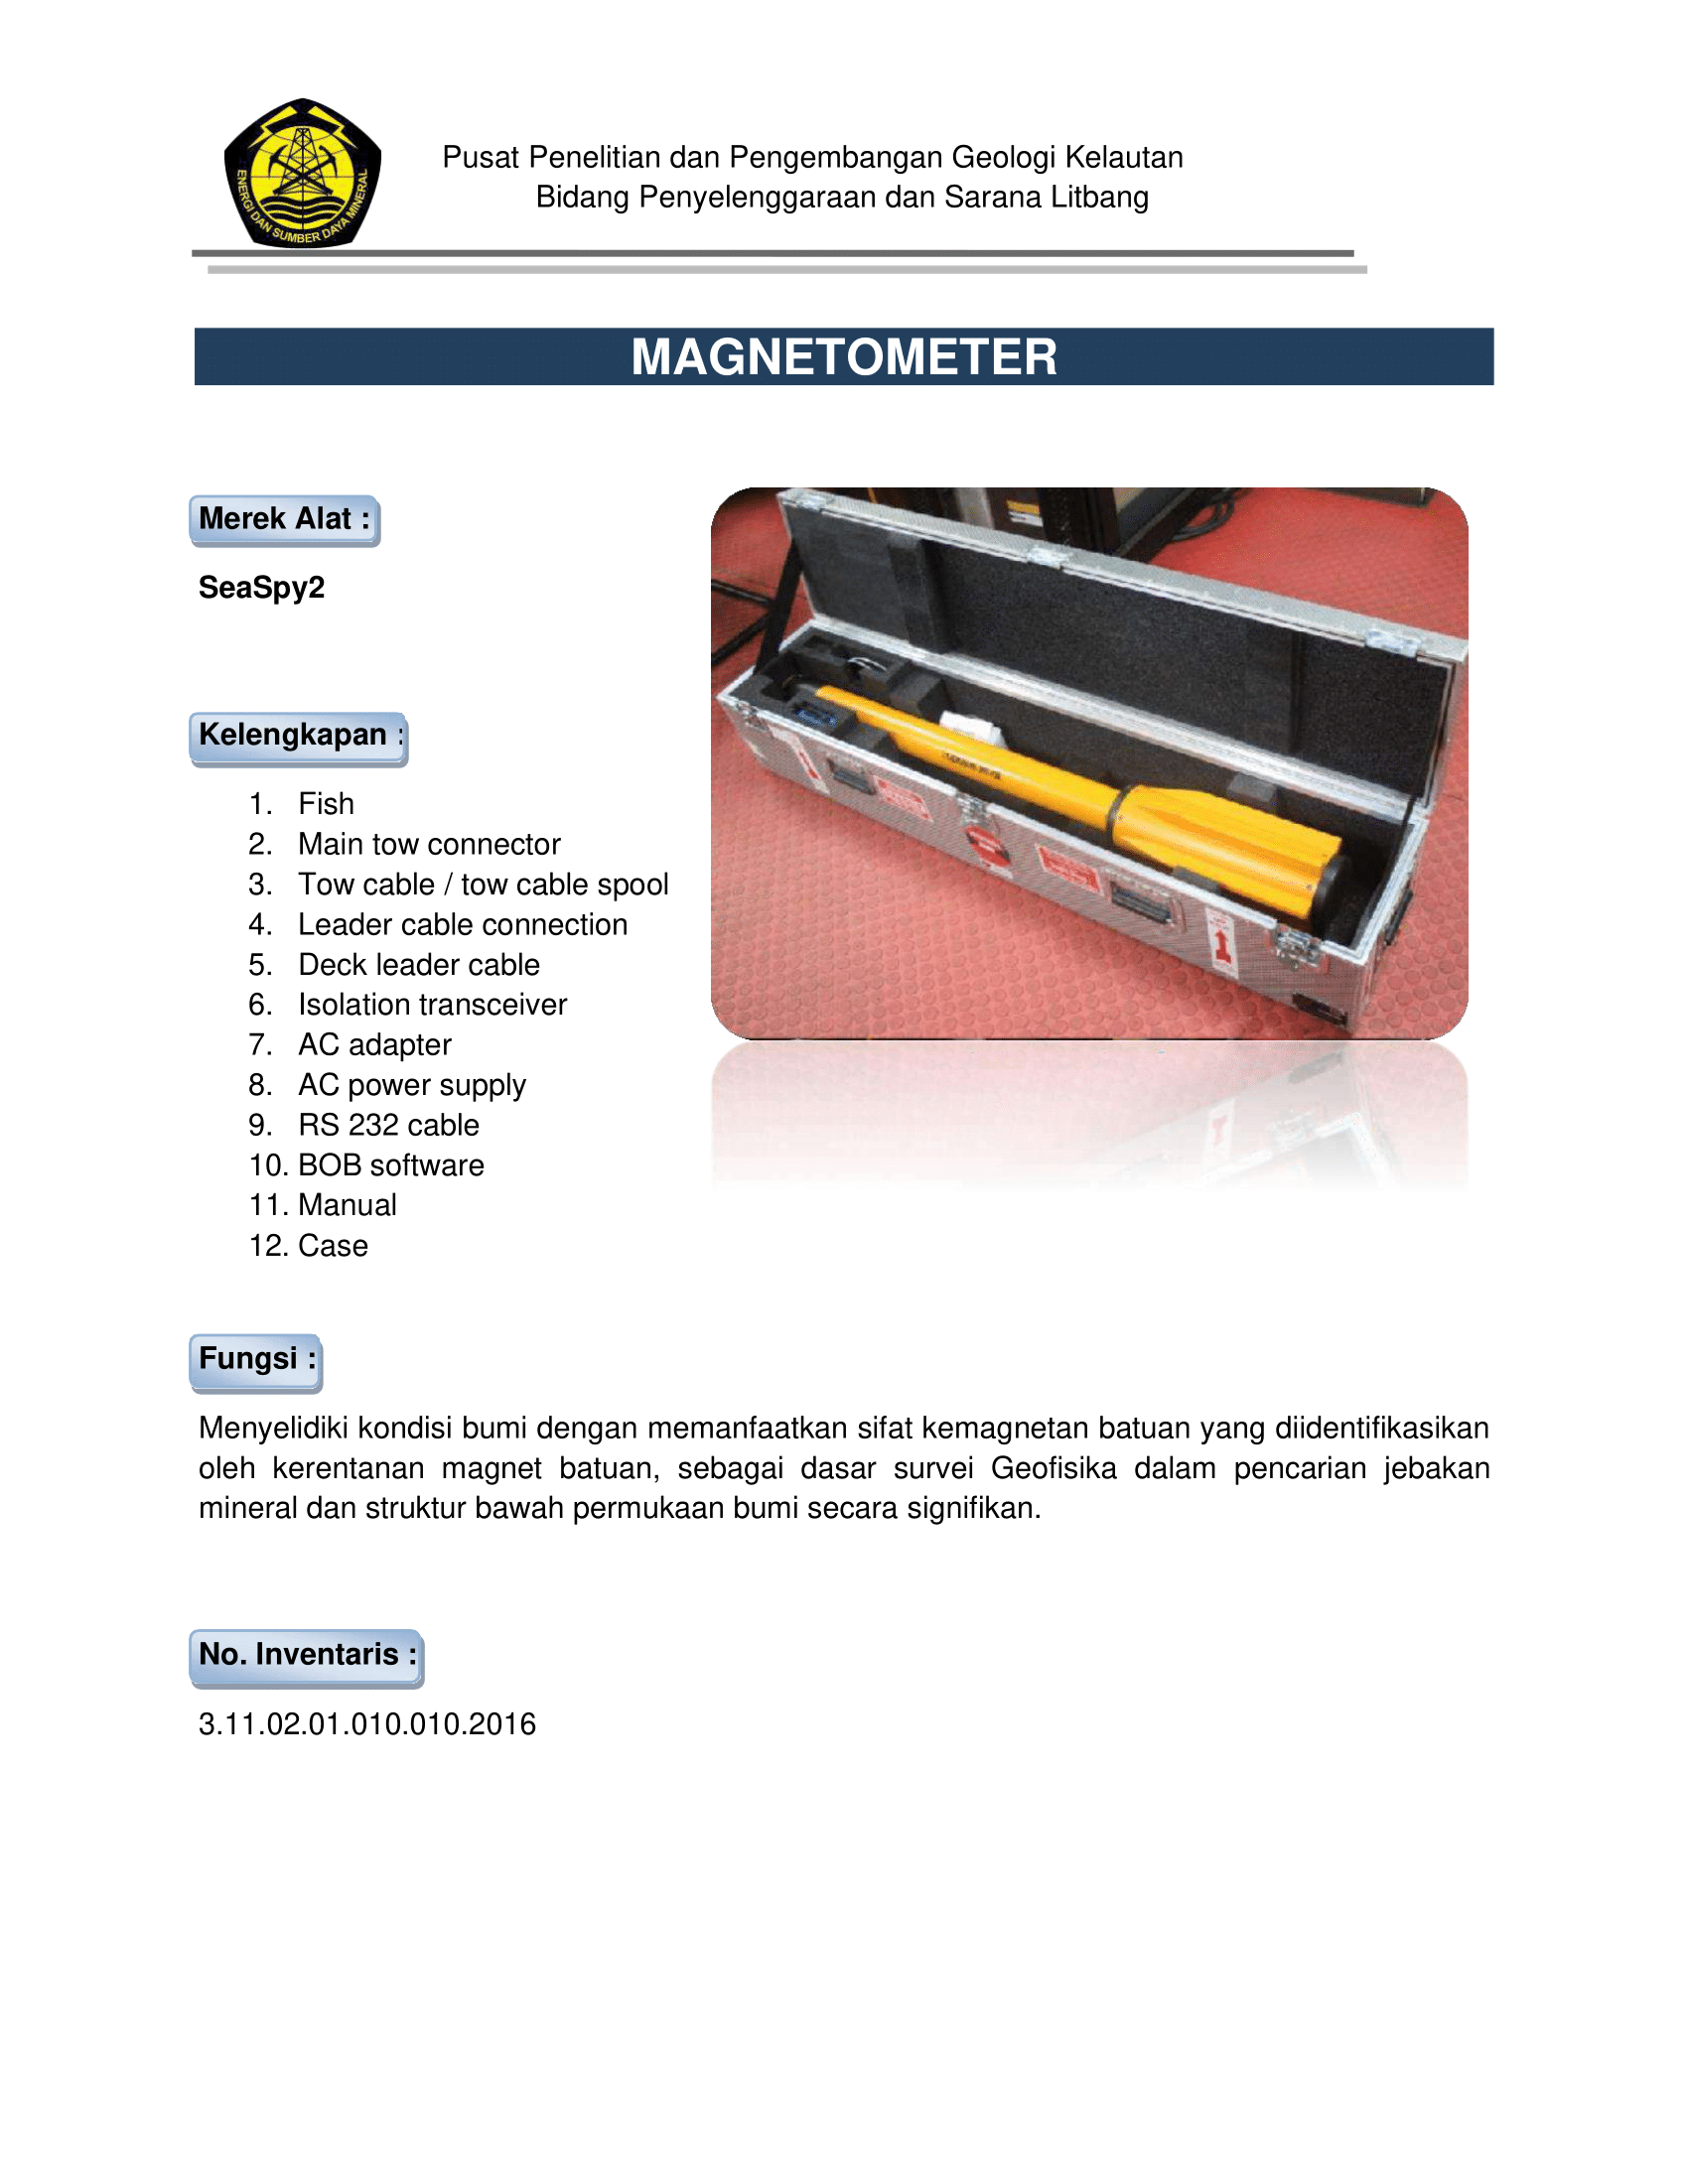 ENERGI DAN SUMBER DAYA MINERAL
Pusat Penelitian dan Pengembangan Geologi Kelautan
Bidang Penyelenggaraan dan Sarana Litbang
MAGNETOMETER
Merek Alat :
SeaSpy2
Kelengkapan :
1. Fish
2. Main tow connector
3. Tow cable / tow cable spool
4. Leader cable connection
5. Deck leader cable
6. Isolation transceiver
7. AC adapter
8. AC power supply
9. RS 232 cable
10. BOB software
11. Manual
12. Case
Fungsi :
Menyelidiki kondisi bumi dengan memanfaatkan sifat kemagnetan batuan yang diidentifikasikan
oleh kerentanan magnet batuan, sebagai dasar survei Geofisika dalam pencarian jebakan
mineral dan struktur bawah permukaan bumi secara signifikan.
No. Inventaris :
3.11.02.01.010.010.2016